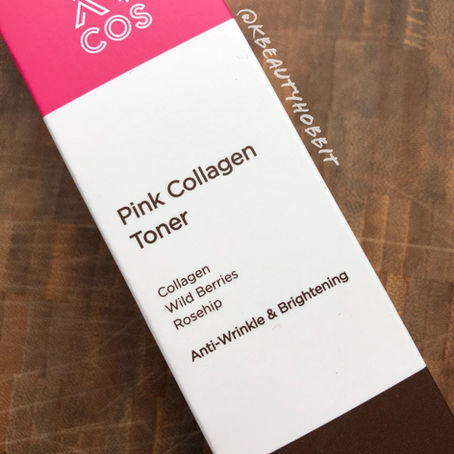 COS
@KBEAUTYHOBBIT
Pink Collagen
Toner
Collagen
Wild Berries
Rosehip
Anti-Wrinkle & Brightening